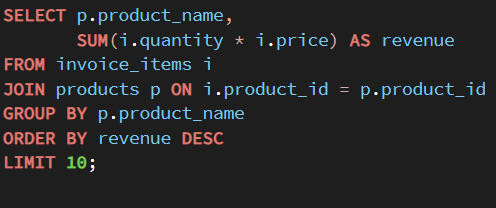 SELECT p.product_name,
       SUM(i.quantity * i.price) AS revenue
FROM invoice_items i
JOIN products p ON i.product_id = p.product_id
GROUP BY p.product_name
ORDER BY revenue DESC
LIMIT 10;